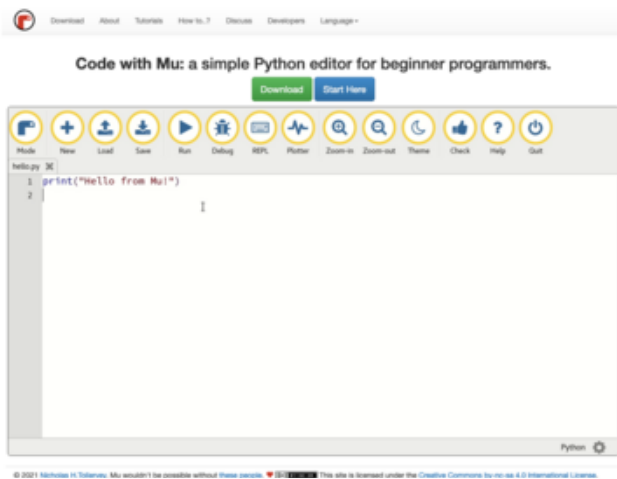 Download About Tutorials How to..? Discuss Developers Language
Code with Mu: a simple Python editor for beginner programmers.
Download Start Here
Mode New Load Save Run Debug REPL Plotter Zoom-in Zoom-out Theme Check Help Quit
hello.py
1 print("Hello from Mu!")
2
Python
© 2021 Nicholas H.Tollervey. Mu wouldn't be possible without these people. This site is licensed under the Creative Commons by-nc-sa 4.0 International License.